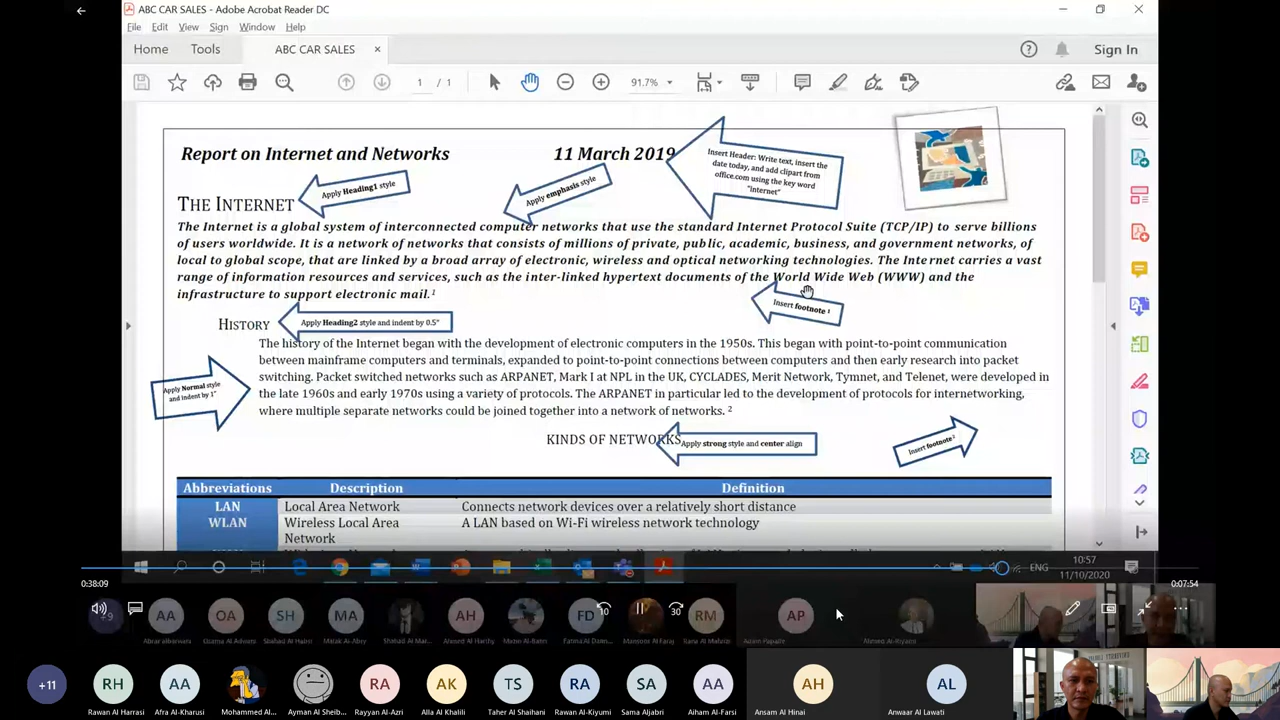 ABC CAR SALES - Adobe Acrobat Reader DC
File Edit View Sign Window Help
Home Tools ABC CAR SALES × Sign In
1 / 1 91.7%
Report on Internet and Networks 11 March 2019
Insert Header: Write text, insert the
date today, and add clipart from
office.com using the key word
"internet"
Apply Heading1 style
Apply emphasis style
THE INTERNET
The Internet is a global system of interconnected computer networks that use the standard Internet Protocol Suite (TCP/IP) to serve billions
of users worldwide. It is a network of networks that consists of millions of private, public, academic, business, and government networks, of
local to global scope, that are linked by a broad array of electronic, wireless and optical networking technologies. The Internet carries a vast
range of information resources and services, such as the inter-linked hypertext documents of the World Wide Web (WWW) and the
infrastructure to support electronic mail.¹
Insert footnote ¹
HISTORY
Apply Heading2 style and indent by 0.5"
The history of the Internet began with the development of electronic computers in the 1950s. This began with point-to-point communication
between mainframe computers and terminals, expanded to point-to-point connections between computers and then early research into packet
switching. Packet switched networks such as ARPANET, Mark I at NPL in the UK, CYCLADES, Merit Network, Tymnet, and Telenet, were developed in
the late 1960s and early 1970s using a variety of protocols. The ARPANET in particular led to the development of protocols for internetworking,
where multiple separate networks could be joined together into a network of networks. ²
Apply Normal style
and indent by 1"
KINDS OF NETWORKS
Apply strong style and center align
Insert footnote²
Abbreviations Description Definition
LAN Local Area Network Connects network devices over a relatively short distance
WLAN Wireless Local Area A LAN based on Wi-Fi wireless network technology
Network
ENG 10:57
11/10/2020
0:38:09 0:07:54
+9 AA OA SH MA AH FD RM AP
10 30
Malak Al-Abry Ahmed Al Harthy
+11 RH AA RA AK TS RA SA AA AH AL
Rawan Al Harrasi Afra Al-Kharusi Mohammed Al... Ayman Al Sheib... Rayyan Al-Azri Alla Al Khalili Taher Al Shaihani Rawan Al-Kiyumi Sama Aljabri Aiham Al-Farsi Ansam Al Hinai Anwaar Al Lawati